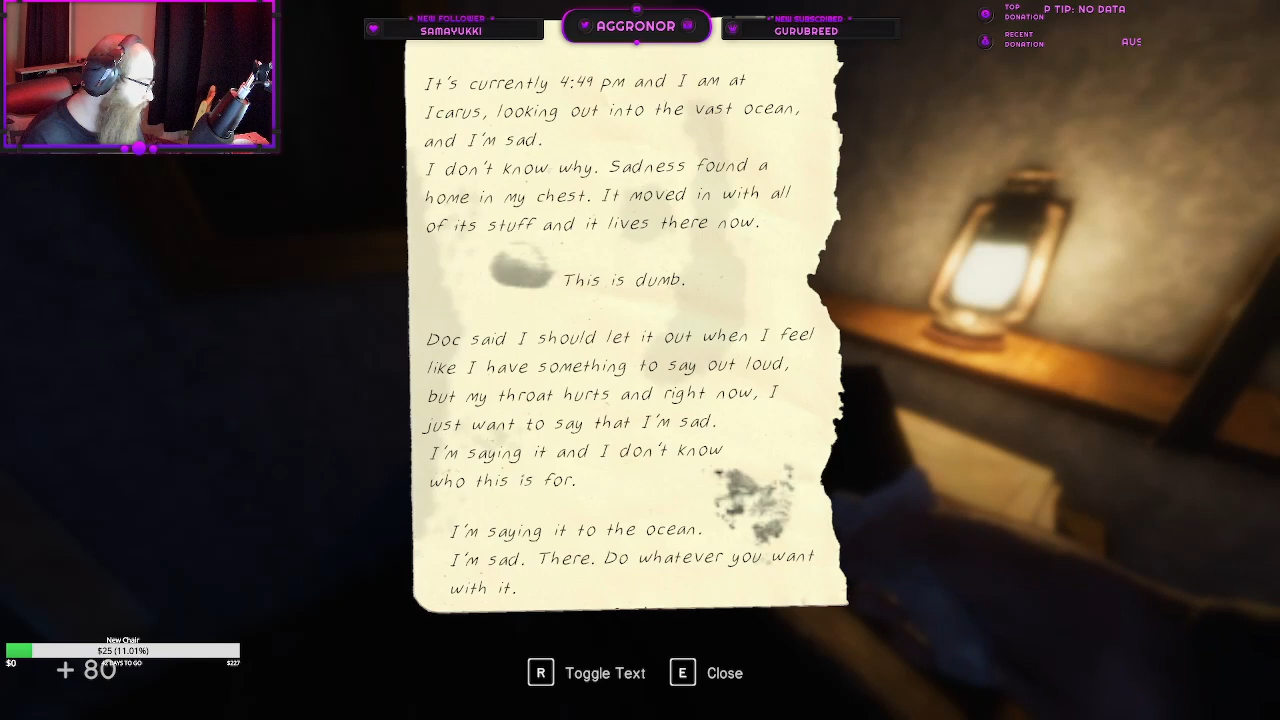 NEW FOLLOWER
SAMAYUKKI
AGGRONOR
NEW SUBSCRIBED
GURUBREED
TOP DONATION
P TIP: NO DATA
RECENT DONATION
AUS
It's currently 4:49 pm and I am at
Icarus, looking out into the vast ocean,
and I'm sad.
I don't know why. Sadness found a
home in my chest. It moved in with all
of its stuff and it lives there now.
This is dumb.
Doc said I should let it out when I feel
like I have something to say out loud,
but my throat hurts and right now, I
just want to say that I'm sad.
I'm saying it and I don't know
who this is for.
I'm saying it to the ocean.
I'm sad. There. Do whatever you want
with it.
New Chair
$25 (11.01%)
$0
DAYS TO GO
$227
+ 80
R Toggle Text E Close